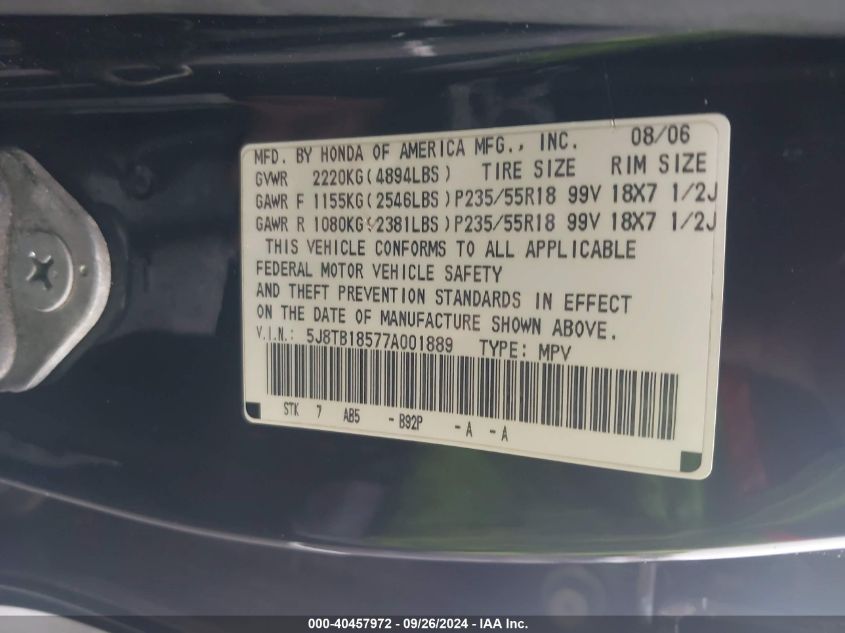 MFD. BY HONDA OF AMERICA MFG., INC. 08/06
GVWR 2220KG(4894LBS) TIRE SIZE RIM SIZE
GAWR F 1155KG(2546LBS)P235/55R18 99V 18X7 1/2J
GAWR R 1080KG(2381LBS)P235/55R18 99V 18X7 1/2J
THIS VEHICLE CONFORMS TO ALL APPLICABLE
FEDERAL MOTOR VEHICLE SAFETY
AND THEFT PREVENTION STANDARDS IN EFFECT
ON THE DATE OF MANUFACTURE SHOWN ABOVE.
V.I.N.: 5J8TB18577A001889 TYPE: MPV
STK 7 AB5 -B92P -A -A
000-40457972 - 09/26/2024 - IAA Inc.